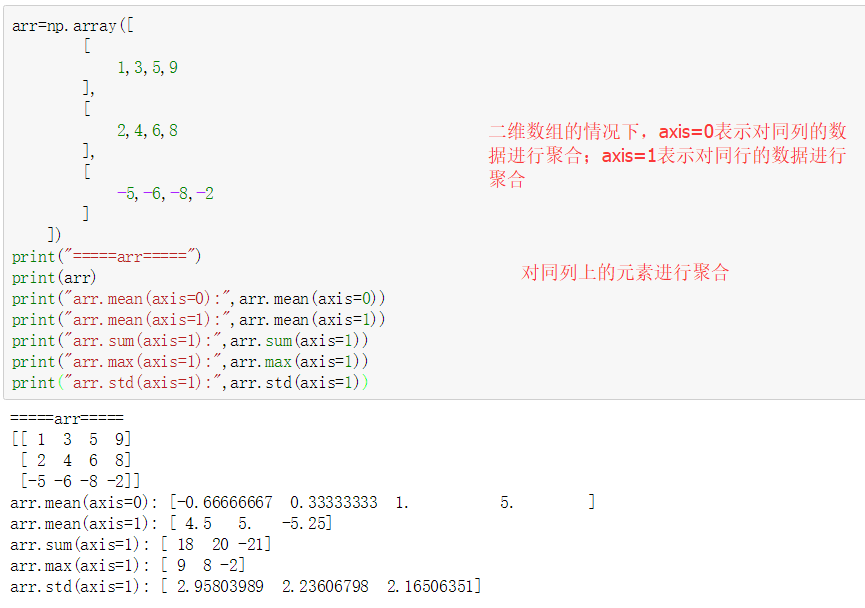 arr=np.array([
[
1,3,5,9
],
[
2,4,6,8
],
[
-5,-6,-8,-2
]
])
二维数组的情况下，axis=0表示对同列的数
据进行聚合；axis=1表示对同行的数据进行
聚合
print("=====arr=====")
print(arr)
对同列上的元素进行聚合
print("arr.mean(axis=0):",arr.mean(axis=0))
print("arr.mean(axis=1):",arr.mean(axis=1))
print("arr.sum(axis=1):",arr.sum(axis=1))
print("arr.max(axis=1):",arr.max(axis=1))
print("arr.std(axis=1):",arr.std(axis=1))
=====arr=====
[[ 1  3  5  9]
[ 2  4  6  8]
[-5 -6 -8 -2]]
arr.mean(axis=0): [-0.66666667  0.33333333  1.          5.        ]
arr.mean(axis=1): [ 4.5   5.   -5.25]
arr.sum(axis=1): [ 18  20 -21]
arr.max(axis=1): [ 9  8 -2]
arr.std(axis=1): [ 2.95803989  2.23606798  2.16506351]